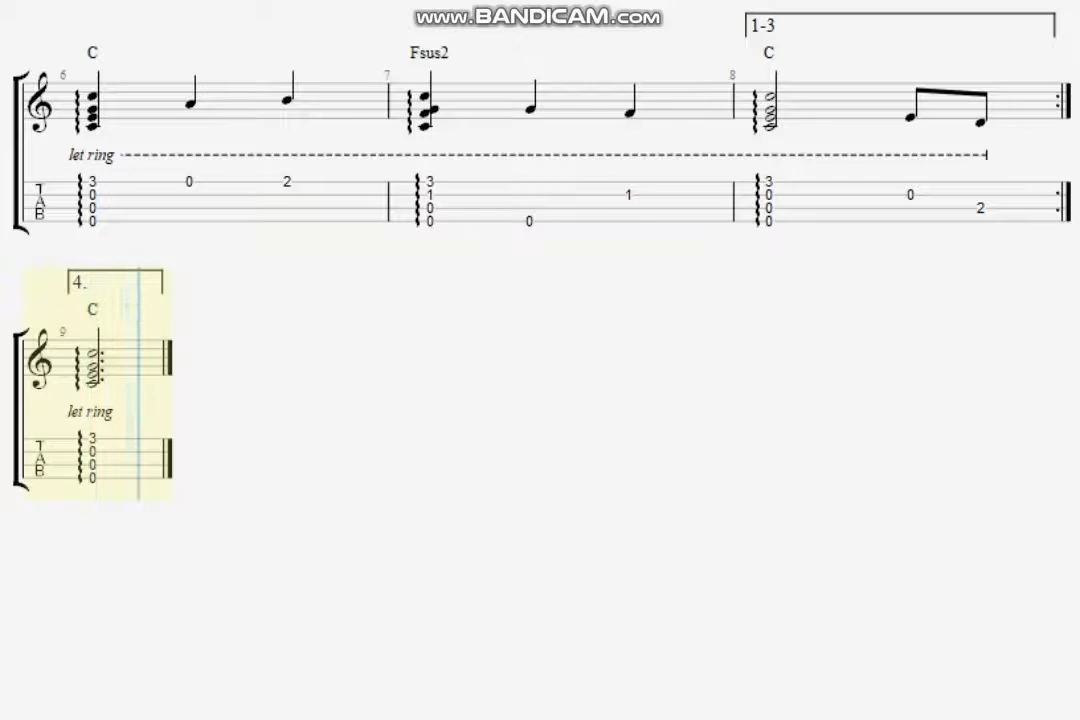 www.BANDICAM.com
1-3
C Fsus2 C
6 7 8
let ring
T 3 0 2 3 3
A 0 1 1 0 0
B 0 0 0 2
0 0 0 0
4.
C
9
let ring
T 3
A 0
B 0
0